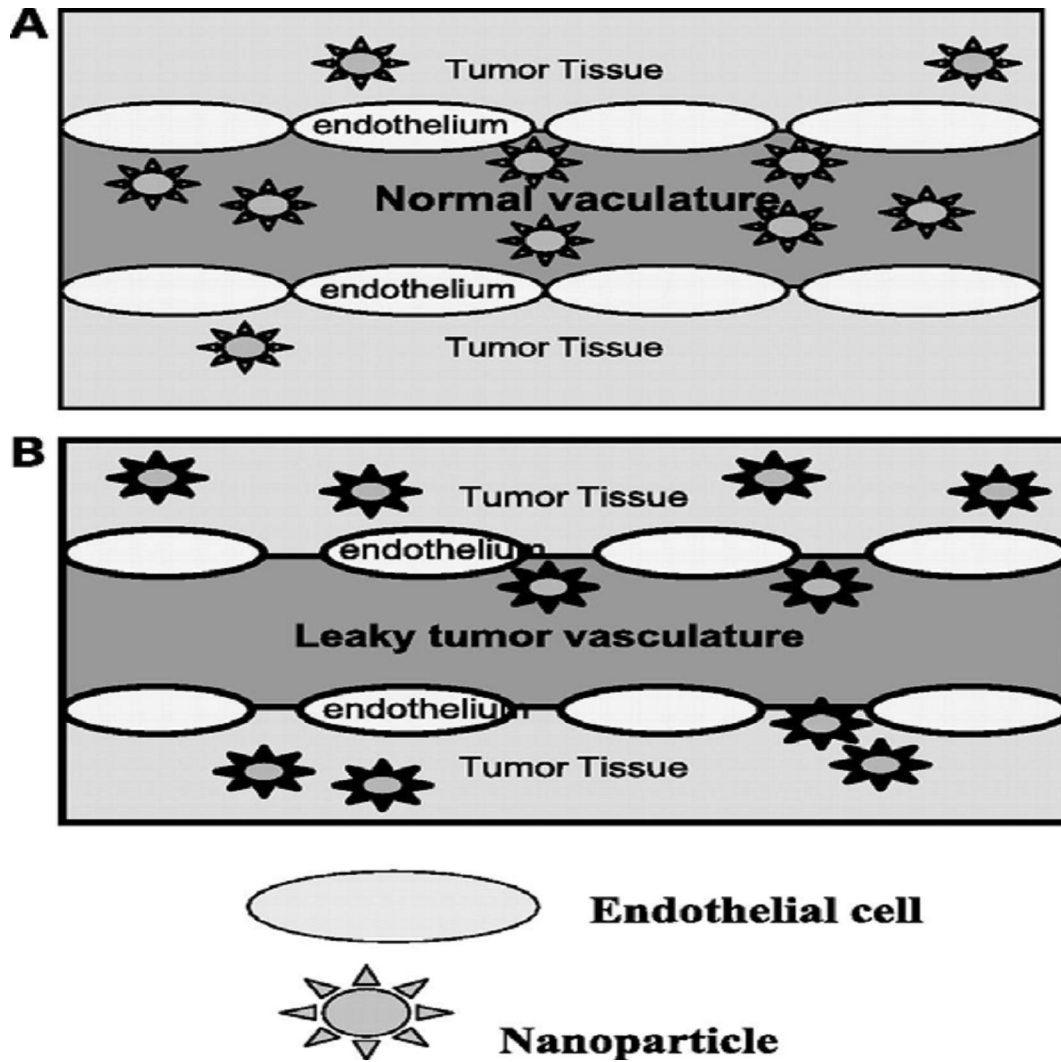 A
Tumor Tissue
endothelium
Normal vaculature
endothelium
Tumor Tissue
B
Tumor Tissue
endothelium
Leaky tumor vasculature
endothelium
Tumor Tissue
Endothelial cell
Nanoparticle